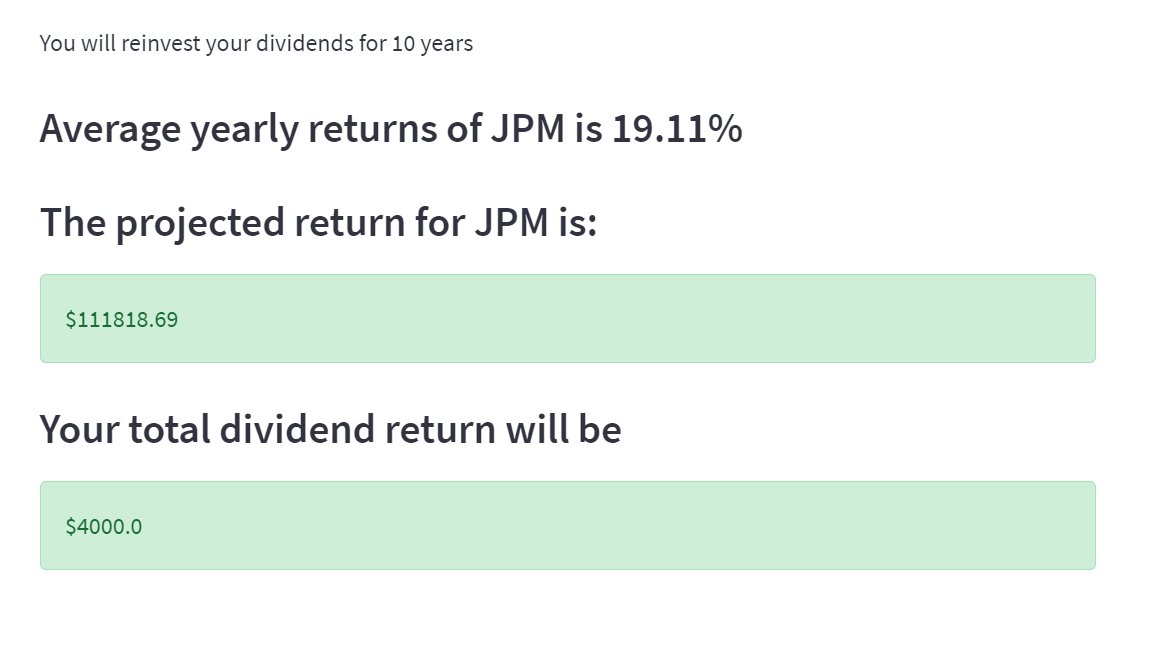 You will reinvest your dividends for 10 years
Average yearly returns of JPM is 19.11%
The projected return for JPM is:
$111818.69
Your total dividend return will be
$4000.0